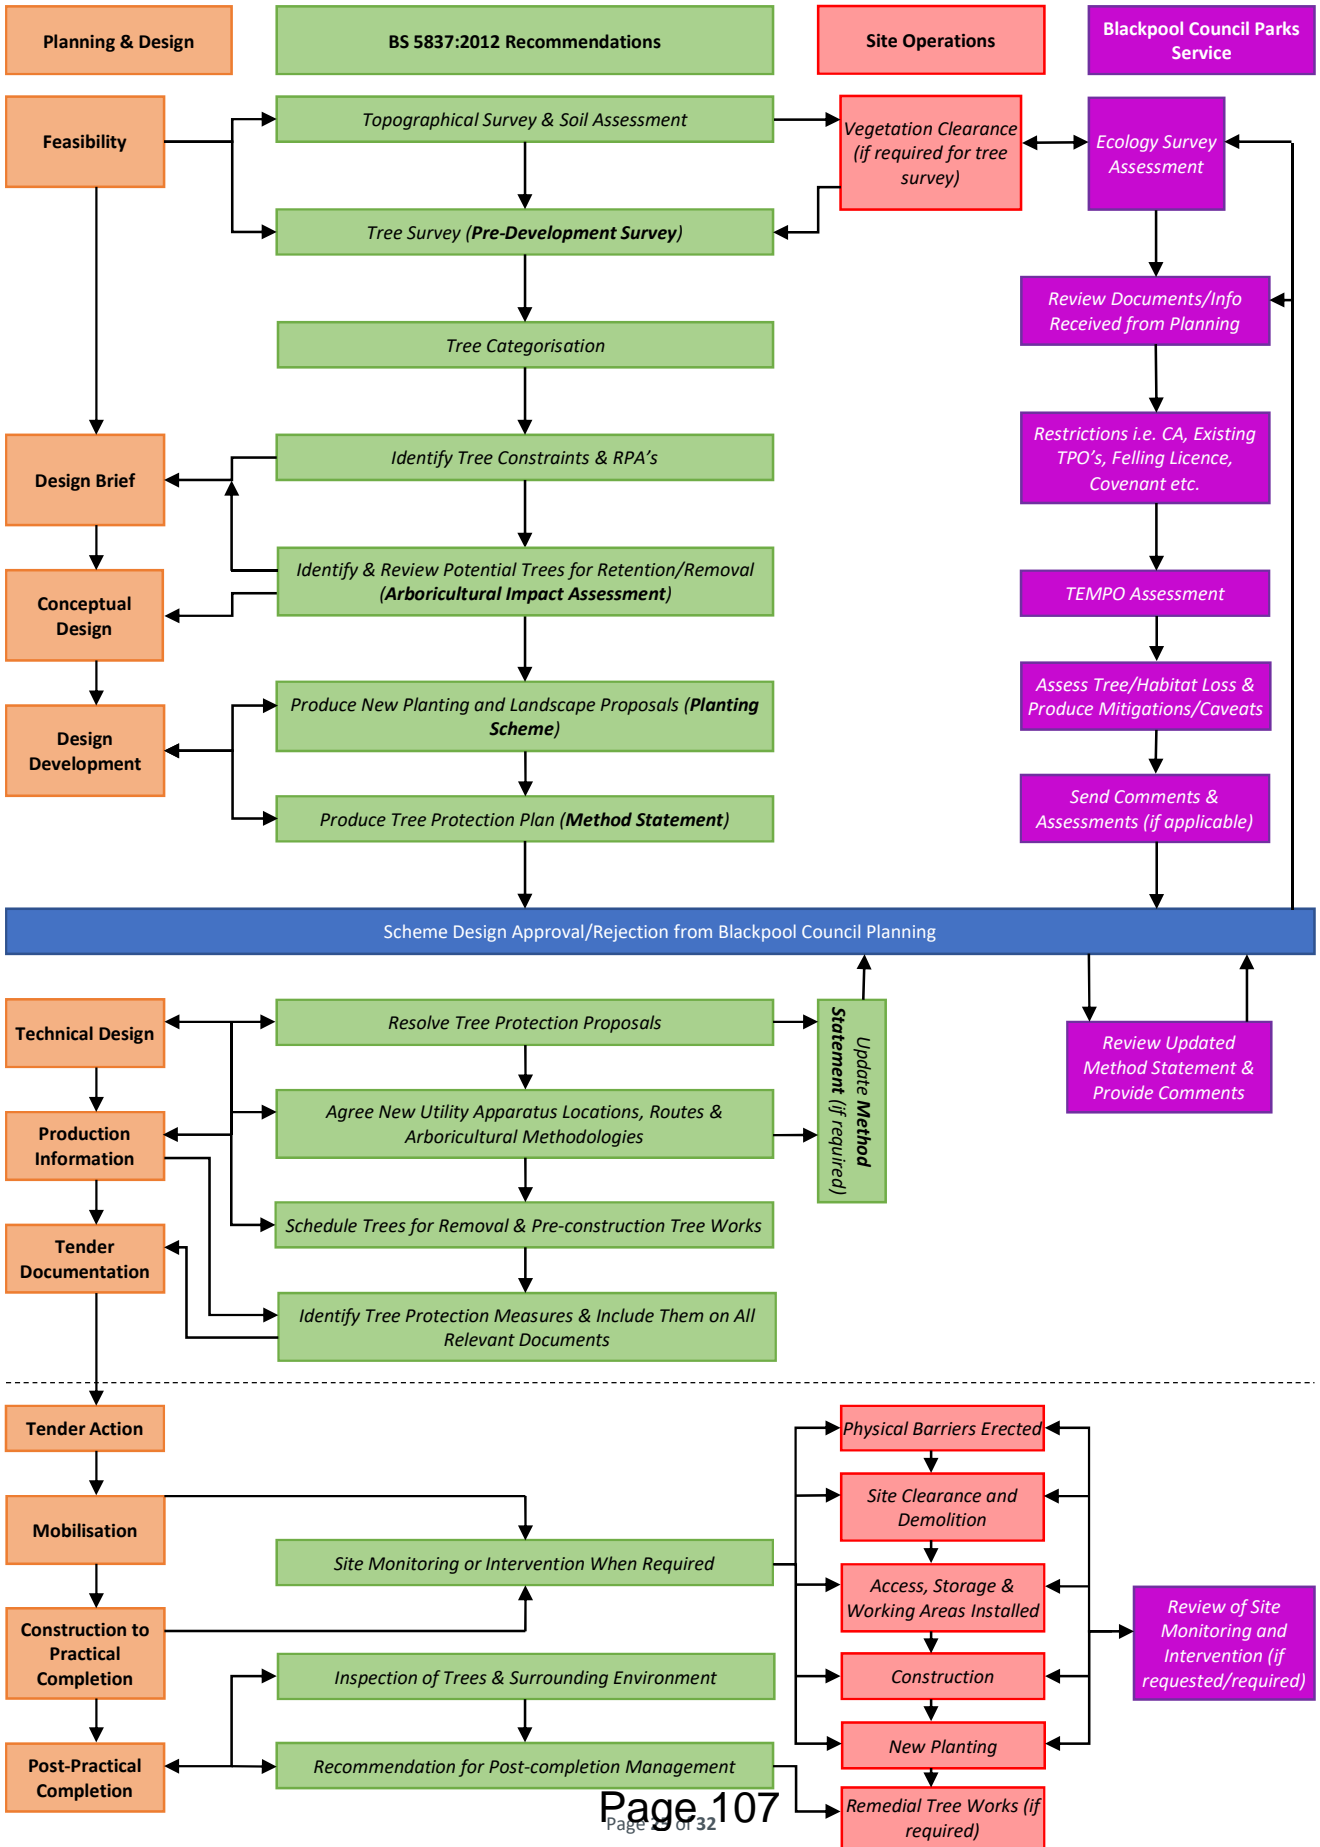 Planning & Design
BS 5837:2012 Recommendations
Site Operations
Blackpool Council Parks
Service
Feasibility
Topographical Survey & Soil Assessment
Vegetation Clearance
(if required for tree
survey)
Ecology Survey
Assessment
Tree Survey (Pre-Development Survey)
Review Documents/Info
Received from Planning
Tree Categorisation
Design Brief
Identify Tree Constraints & RPA's
Restrictions i.e. CA, Existing
TPO's, Felling Licence,
Covenant etc.
Conceptual
Design
Identify & Review Potential Trees for Retention/Removal
(Arboricultural Impact Assessment)
TEMPO Assessment
Design
Development
Produce New Planting and Landscape Proposals (Planting
Scheme)
Assess Tree/Habitat Loss &
Produce Mitigations/Caveats
Produce Tree Protection Plan (Method Statement)
Send Comments &
Assessments (if applicable)
Scheme Design Approval/Rejection from Blackpool Council Planning
Technical Design
Resolve Tree Protection Proposals
Update Method
Statement (if required)
Review Updated
Method Statement &
Provide Comments
Production
Information
Agree New Utility Apparatus Locations, Routes &
Arboricultural Methodologies
Schedule Trees for Removal & Pre-construction Tree Works
Tender
Documentation
Identify Tree Protection Measures & Include Them on All
Relevant Documents
Tender Action
Physical Barriers Erected
Mobilisation
Site Clearance and
Demolition
Site Monitoring or Intervention When Required
Access, Storage &
Working Areas Installed
Construction to
Practical
Completion
Review of Site
Monitoring and
Intervention (if
requested/required)
Inspection of Trees & Surrounding Environment
Construction
New Planting
Post-Practical
Completion
Recommendation for Post-completion Management
Remedial Tree Works (if
required)
Page 107
Page of 32